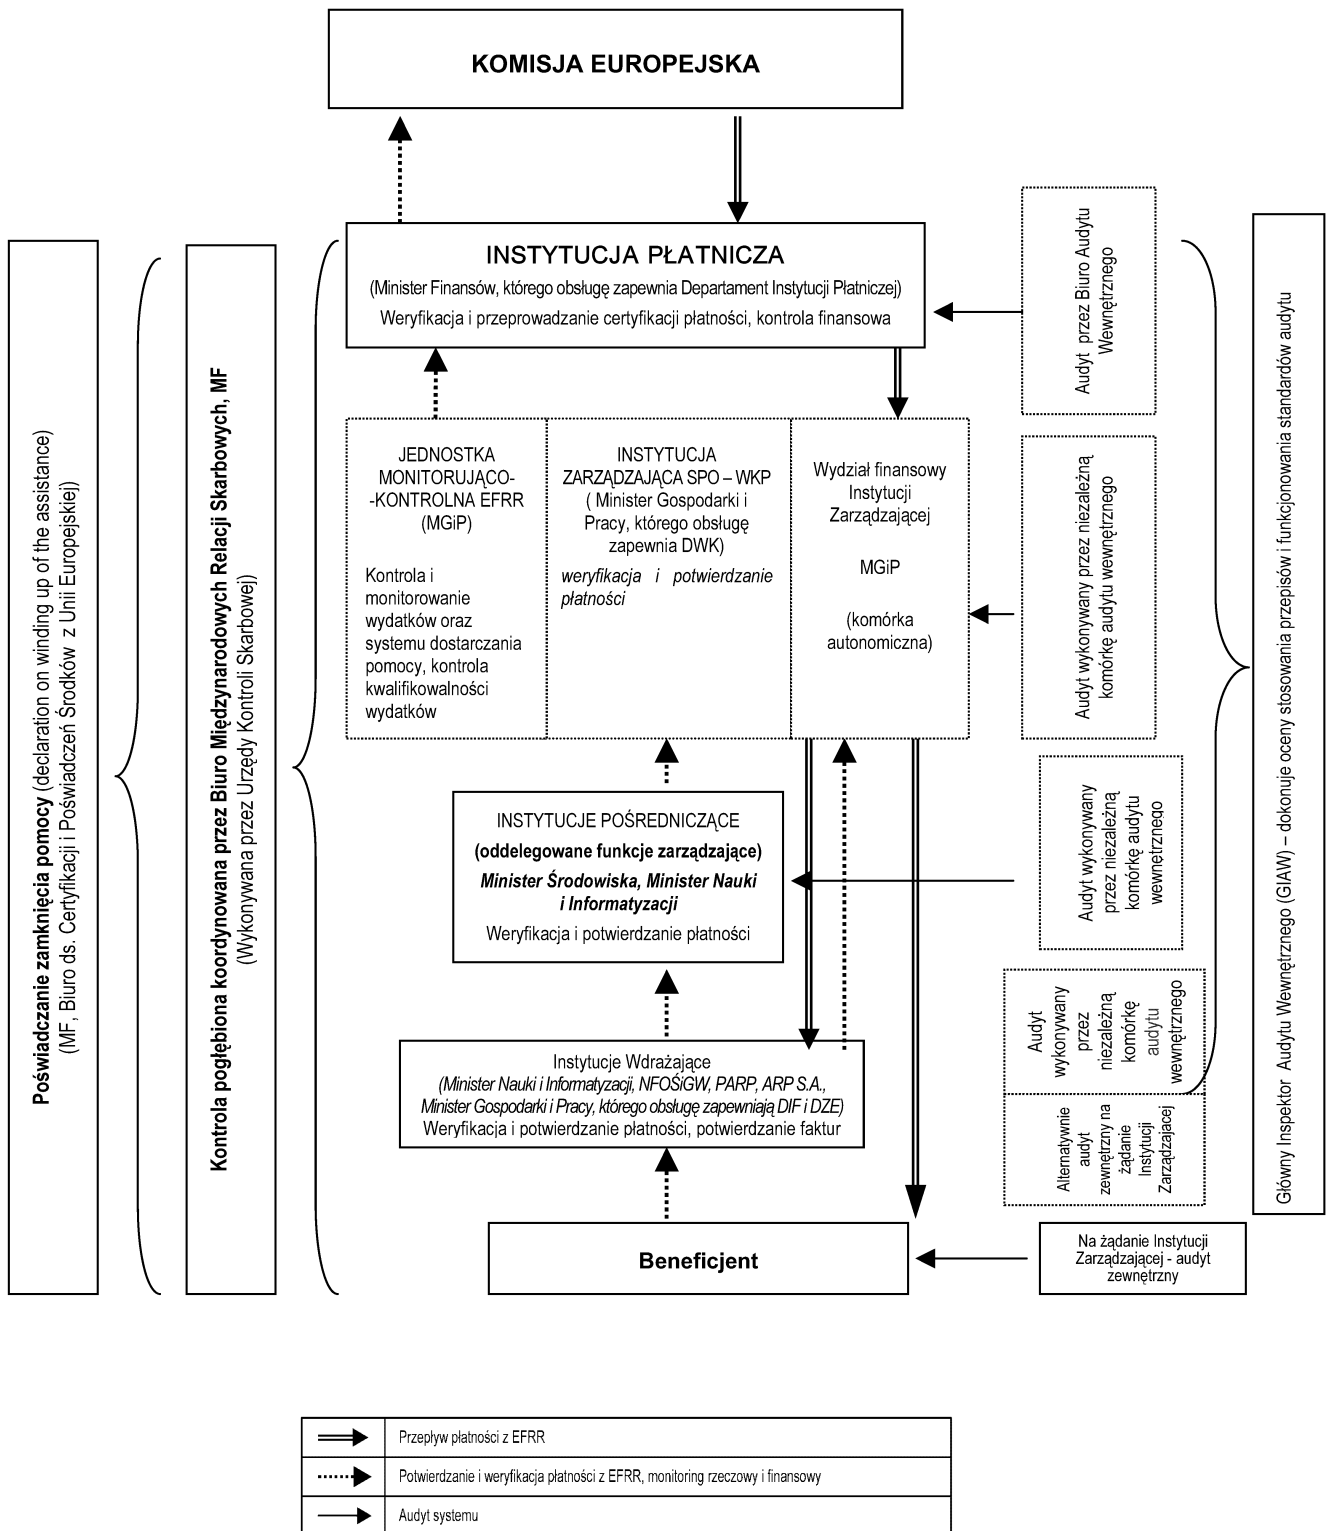 KOMISJA EUROPEJSKA
INSTYTUCJA PŁATNICZA
(Minister Finansów, którego obsługę zapewnia Departament Instytucji Płatniczej)
Weryfikacja i przeprowadzanie certyfikacji płatności, kontrola finansowa
Poświadczanie zamknięcia pomocy (declaration on winding up of the assistance)
(MF, Biuro ds. Certyfikacji i Poświadczeń Środków z Unii Europejskiej)
Kontrola pogłębiona koordynowana przez Biuro Międzynarodowych Relacji Skarbowych, MF
(Wykonywana przez Urzędy Kontroli Skarbowej)
JEDNOSTKA
MONITORUJĄCO-
-KONTROLNA EFRR
(MGiP)
Kontrola i
monitorowanie
wydatków oraz
systemu dostarczania
pomocy, kontrola
kwalifikowalności
wydatków
INSTYTUCJA
ZARZĄDZAJĄCA SPO – WKP
( Minister Gospodarki i
Pracy, którego obsługę
zapewnia DWK)
weryfikacja i potwierdzanie
płatności
Wydział finansowy
Instytucji
Zarządzającej
MGiP
(komórka
autonomiczna)
INSTYTUCJE POŚREDNICZĄCE
(oddelegowane funkcje zarządzające)
Minister Środowiska, Minister Nauki
i Informatyzacji
Weryfikacja i potwierdzanie płatności
Instytucje Wdrażające
(Minister Nauki i Informatyzacji, NFOŚiGW, PARP, ARP S.A.,
Minister Gospodarki i Pracy, którego obsługę zapewniają DIF i DZE)
Weryfikacja i potwierdzanie płatności, potwierdzanie faktur
Beneficjent
Audyt przez Biuro Audytu
Wewnętrznego
Audyt wykonywany przez niezależną
komórkę audytu wewnętrznego
Audyt wykonywany
przez niezależną
komórkę audytu
wewnętrznego
Audyt
wykonywany
przez
niezależną
komórkę
audytu
wewnętrznego
Alternatywnie
audyt
zewnętrzny na
żądanie
Instytucji
Zarządzajacej
Na żądanie Instytucji
Zarządzającej - audyt
zewnętrzny
Główny Inspektor Audytu Wewnętrznego (GIAW) – dokonuje oceny stosowania przepisów i funkcjonowania standardów audytu
Przepływ płatności z EFRR
Potwierdzanie i weryfikacja płatności z EFRR, monitoring rzeczowy i finansowy
Audyt systemu